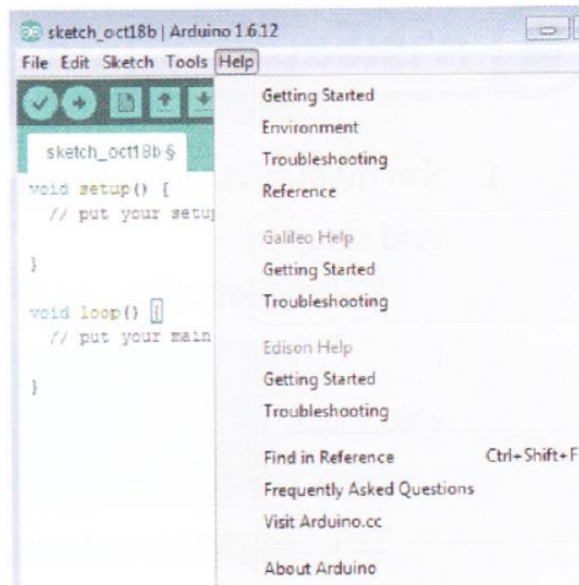 sketch_oct18b | Arduino 1.6.12
File Edit Sketch Tools Help
sketch_oct18b §
void setup() {
// put your setup
}
void loop() {
// put your main
}
Getting Started
Environment
Troubleshooting
Reference
Galileo Help
Getting Started
Troubleshooting
Edison Help
Getting Started
Troubleshooting
Find in Reference Ctrl+Shift+F
Frequently Asked Questions
Visit Arduino.cc
About Arduino